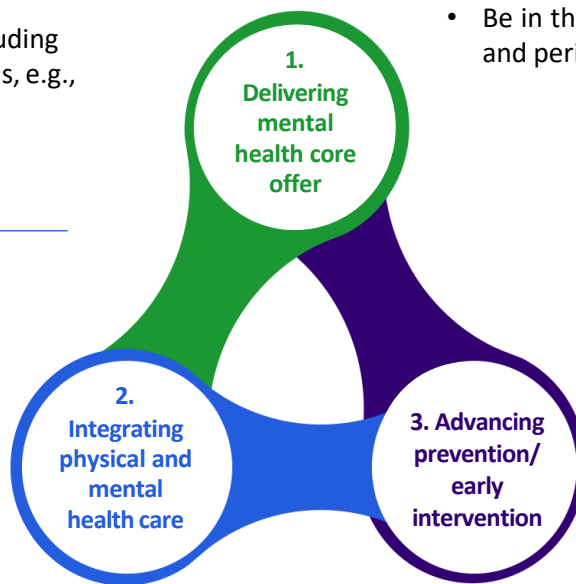 uding
s, e.g.,
• Be in th
and peri
1.
Delivering
mental
health core
offer
2.
Integrating
physical and
mental
health care
3. Advancing
prevention/
early
intervention